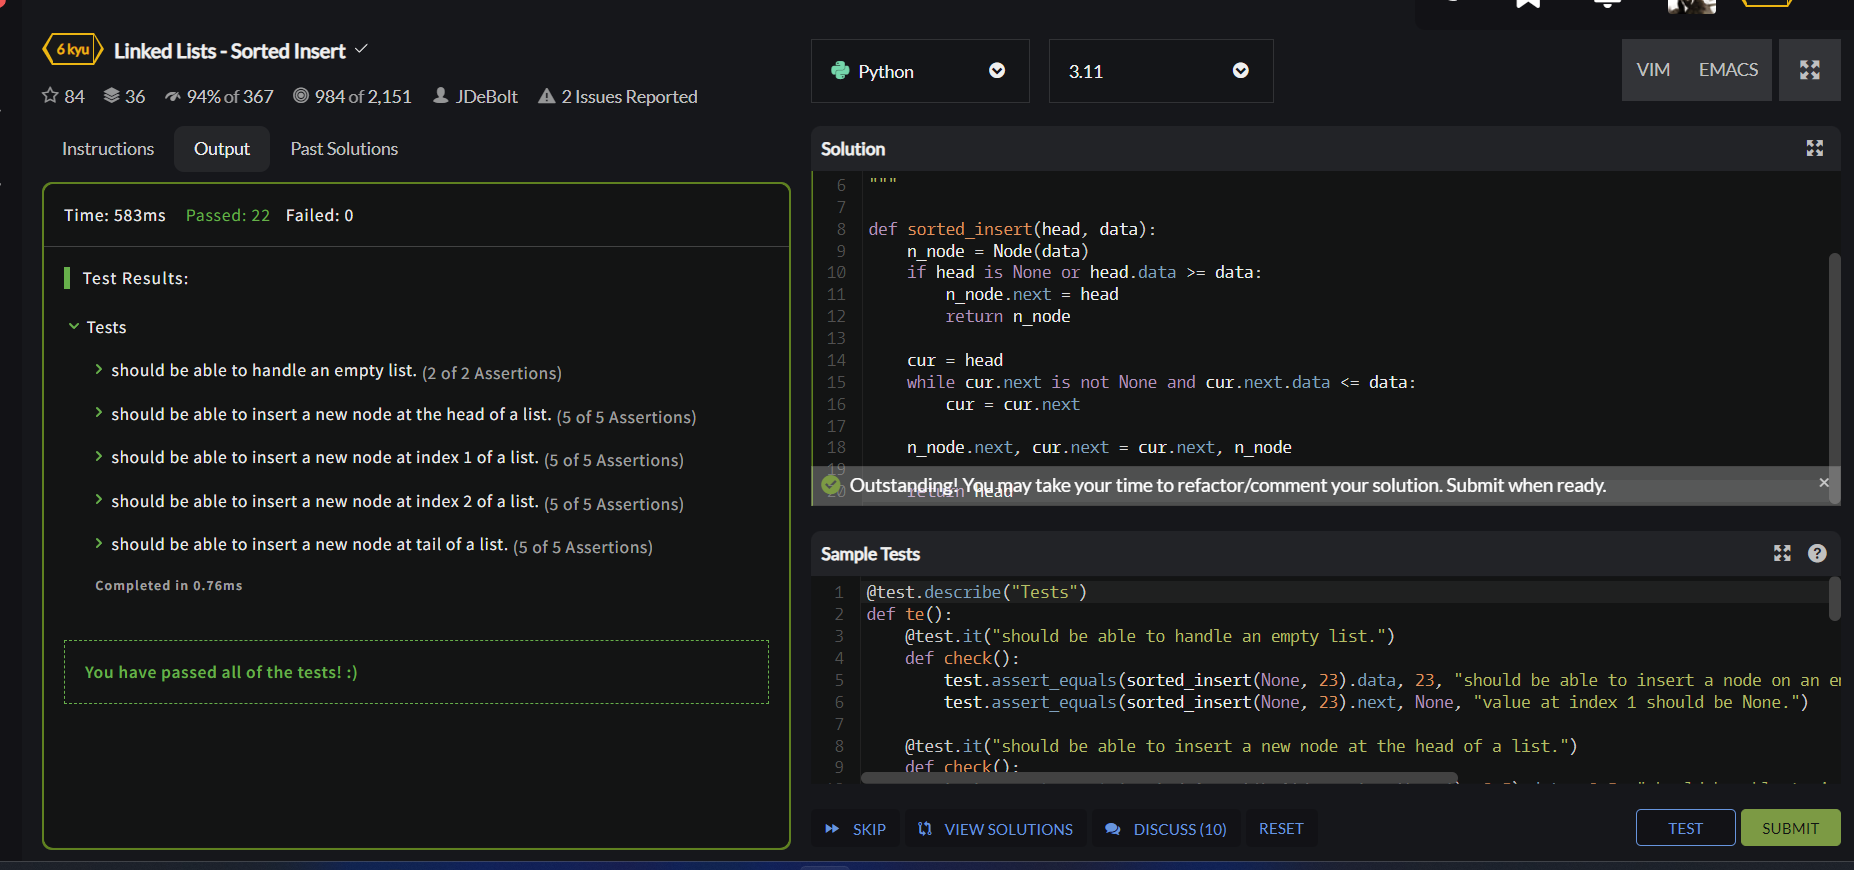 6 kyu Linked Lists - Sorted Insert
84 36 94% of 367 984 of 2,151 JDeBolt 2 Issues Reported
Instructions Output Past Solutions
Time: 583ms Passed: 22 Failed: 0
Test Results:
Tests
should be able to handle an empty list. (2 of 2 Assertions)
should be able to insert a new node at the head of a list. (5 of 5 Assertions)
should be able to insert a new node at index 1 of a list. (5 of 5 Assertions)
should be able to insert a new node at index 2 of a list. (5 of 5 Assertions)
should be able to insert a new node at tail of a list. (5 of 5 Assertions)
Completed in 0.76ms
You have passed all of the tests! :)
Python 3.11 VIM EMACS
Solution
6 """
7
8 def sorted_insert(head, data):
9     n_node = Node(data)
10     if head is None or head.data >= data:
11         n_node.next = head
12         return n_node
13
14     cur = head
15     while cur.next is not None and cur.next.data <= data:
16         cur = cur.next
17
18     n_node.next, cur.next = cur.next, n_node
19
20     return head
Outstanding! You may take your time to refactor/comment your solution. Submit when ready.
Sample Tests
1 @test.describe("Tests")
2 def te():
3     @test.it("should be able to handle an empty list.")
4     def check():
5         test.assert_equals(sorted_insert(None, 23).data, 23, "should be able to insert a node on an
6         test.assert_equals(sorted_insert(None, 23).next, None, "value at index 1 should be None.")
7
8     @test.it("should be able to insert a new node at the head of a list.")
9     def check():
SKIP VIEW SOLUTIONS DISCUSS (10) RESET TEST SUBMIT